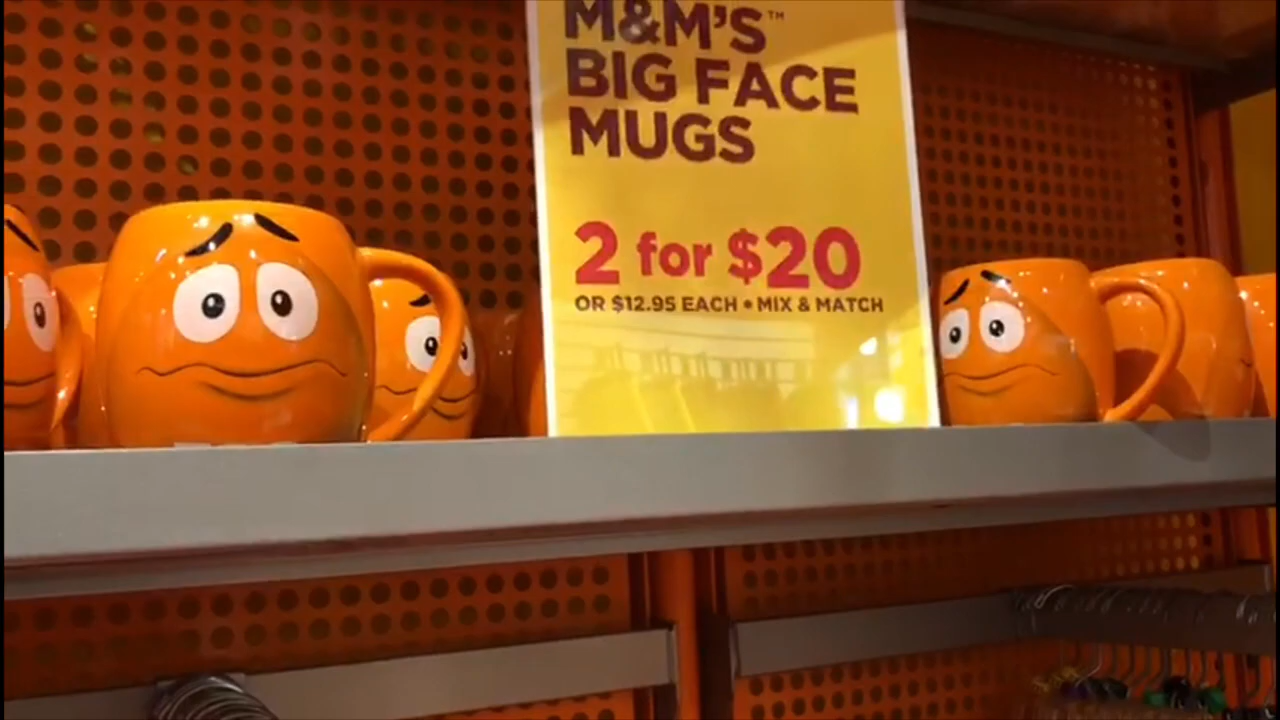 M&M'S™
BIG FACE
MUGS
2 for $20
OR $12.95 EACH • MIX & MATCH